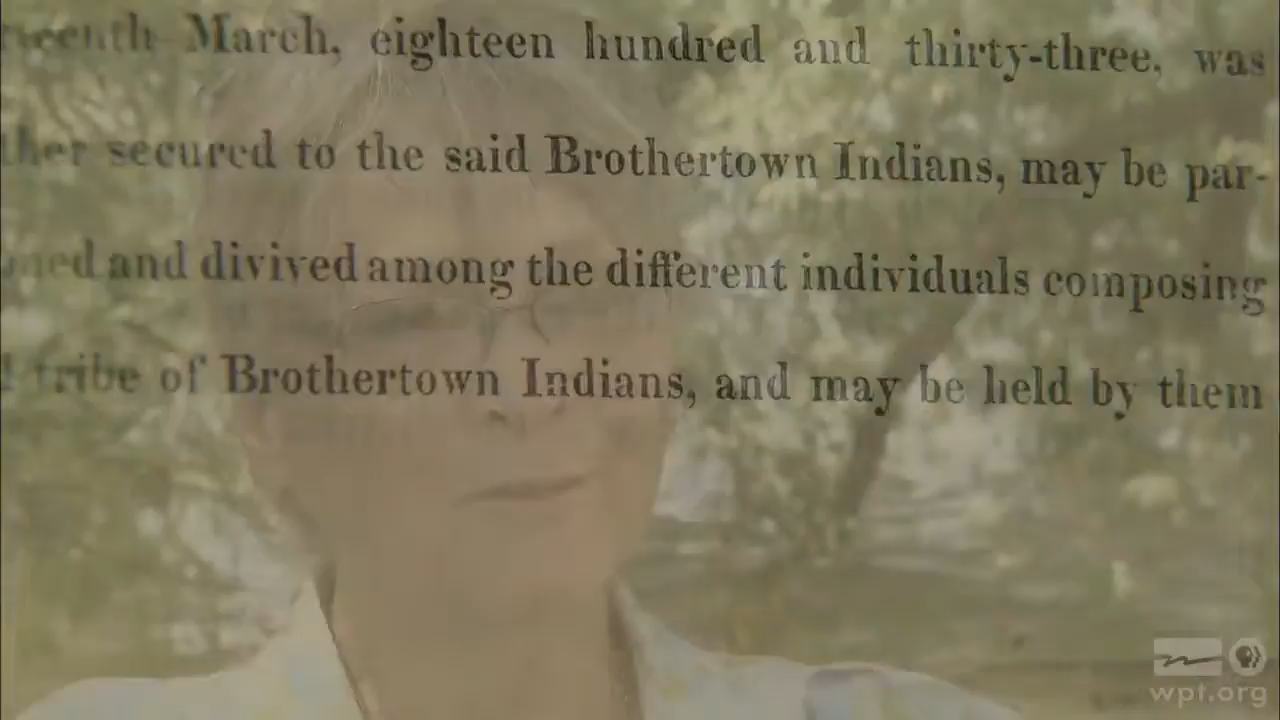 March, eighteen hundred and thirty-three, was
secured to the said Brothertown Indians, may be par-
and divived among the different individuals composing
tribe of Brothertown Indians, and may be held by them
wpt.org